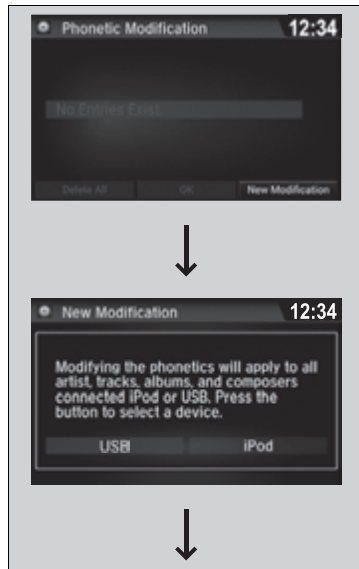 Phonetic Modification
12:34
No Entries Exist.
Delete All OK New Modification
New Modification
12:34
Modifying the phonetics will apply to all
artist, tracks, albums, and composers
connected iPod or USB. Press the
button to select a device.
USB iPod